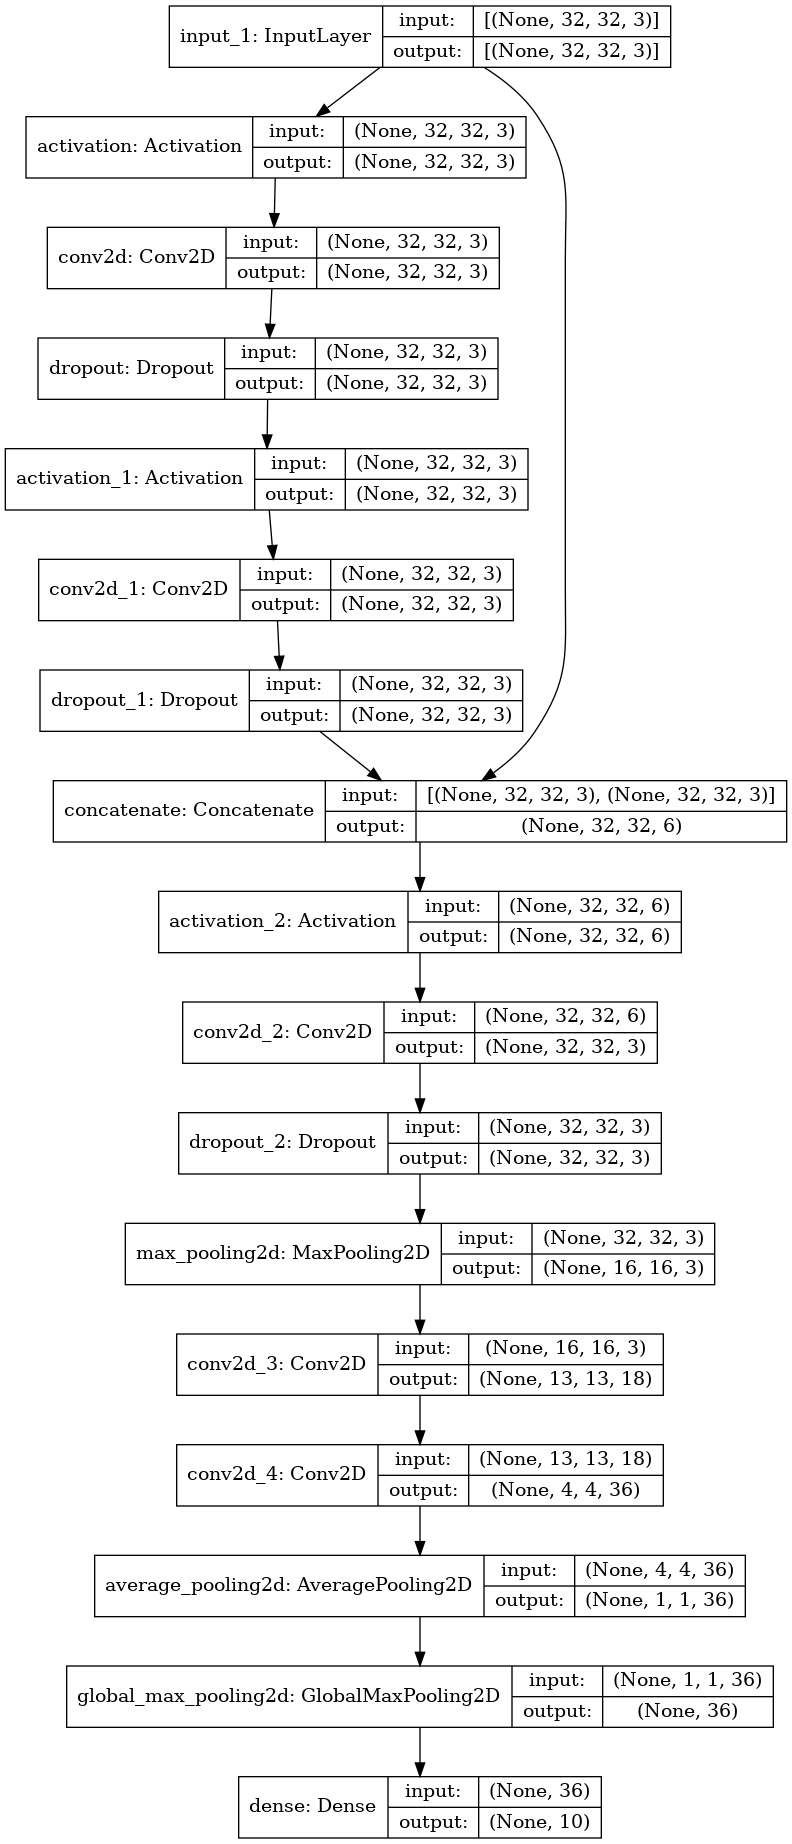 input_1: InputLayer
input:
[(None, 32, 32, 3)]
output:
[(None, 32, 32, 3)]
activation: Activation
input:
(None, 32, 32, 3)
output:
(None, 32, 32, 3)
conv2d: Conv2D
input:
(None, 32, 32, 3)
output:
(None, 32, 32, 3)
dropout: Dropout
input:
(None, 32, 32, 3)
output:
(None, 32, 32, 3)
activation_1: Activation
input:
(None, 32, 32, 3)
output:
(None, 32, 32, 3)
conv2d_1: Conv2D
input:
(None, 32, 32, 3)
output:
(None, 32, 32, 3)
dropout_1: Dropout
input:
(None, 32, 32, 3)
output:
(None, 32, 32, 3)
concatenate: Concatenate
input:
[(None, 32, 32, 3), (None, 32, 32, 3)]
output:
(None, 32, 32, 6)
activation_2: Activation
input:
(None, 32, 32, 6)
output:
(None, 32, 32, 6)
conv2d_2: Conv2D
input:
(None, 32, 32, 6)
output:
(None, 32, 32, 3)
dropout_2: Dropout
input:
(None, 32, 32, 3)
output:
(None, 32, 32, 3)
max_pooling2d: MaxPooling2D
input:
(None, 32, 32, 3)
output:
(None, 16, 16, 3)
conv2d_3: Conv2D
input:
(None, 16, 16, 3)
output:
(None, 13, 13, 18)
conv2d_4: Conv2D
input:
(None, 13, 13, 18)
output:
(None, 4, 4, 36)
average_pooling2d: AveragePooling2D
input:
(None, 4, 4, 36)
output:
(None, 1, 1, 36)
global_max_pooling2d: GlobalMaxPooling2D
input:
(None, 1, 1, 36)
output:
(None, 36)
dense: Dense
input:
(None, 36)
output:
(None, 10)